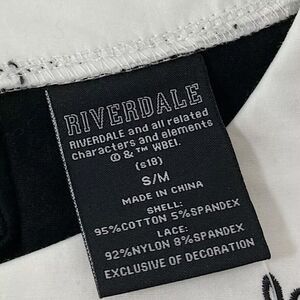 RIVERDALE
RIVERDALE and all related
characters and elements
© & ™ WBEI.
(s18)
S/M
MADE IN CHINA
SHELL:
95%COTTON 5%SPANDEX
LACE:
92%NYLON 8%SPANDEX
EXCLUSIVE OF DECORATION